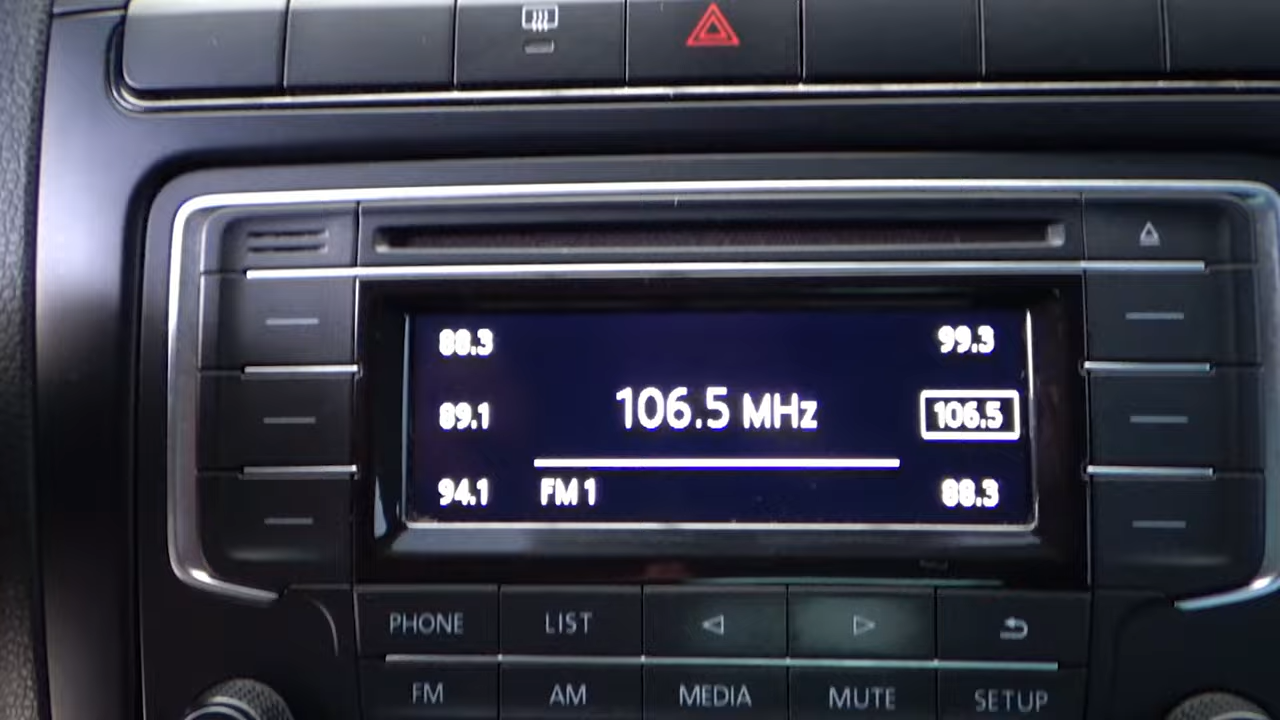 88.3 99.3
106.5 MHz
89.1 106.5
94.1 FM 1 88.3
PHONE LIST
FM AM MEDIA MUTE SETUP